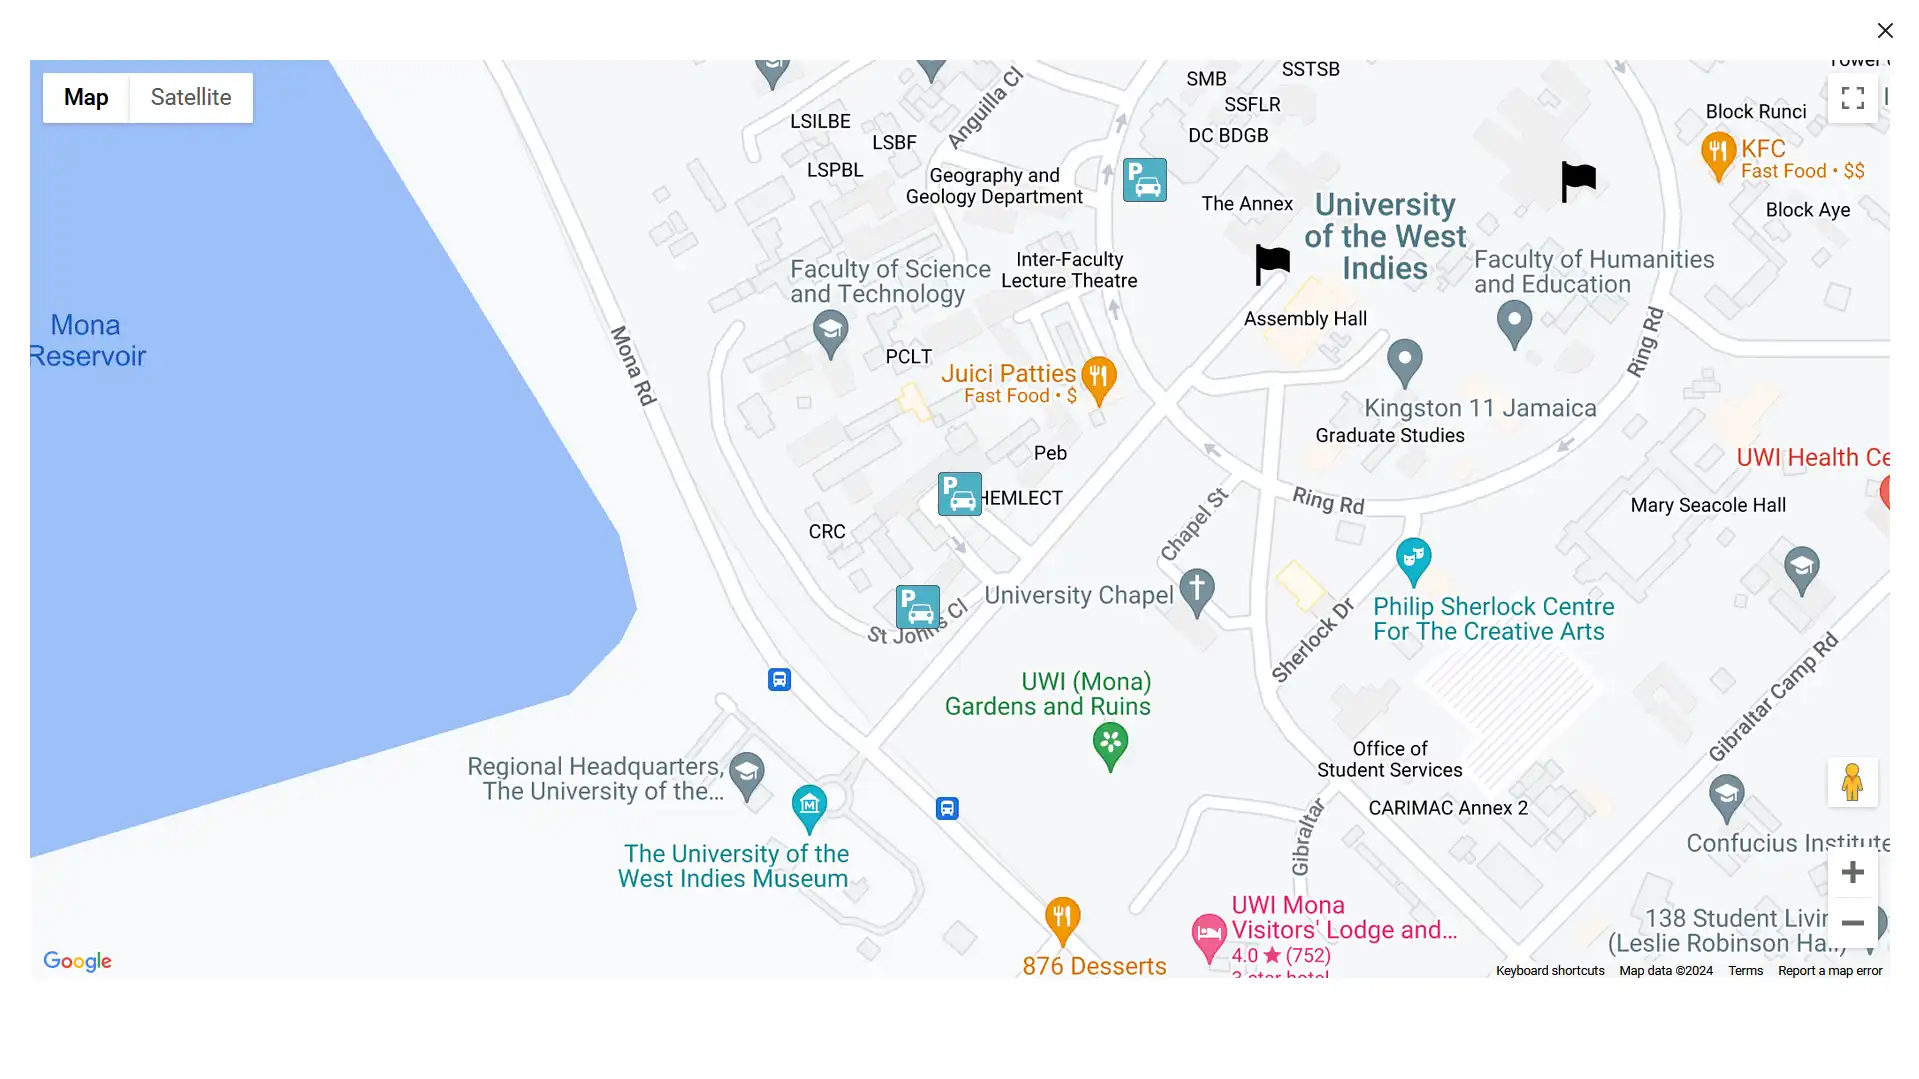 Map
Satellite
SMB
SSTSB
SSFLR
DC BDGB
LSILBE
LSBF
LSPBL
Anguilla Cl
Geography and
Geology Department
The Annex
Block Runci
KFC
Fast Food • $$
Block Aye
University
of the West
Indies
Faculty of Humanities
and Education
Inter-Faculty
Lecture Theatre
Faculty of Science
and Technology
Assembly Hall
Mona
Reservoir
Mona Rd
PCLT
Juici Patties
Fast Food • $
Ring Rd
Kingston 11 Jamaica
Graduate Studies
Peb
HEMLECT
CRC
P
P
P
Ring Rd
Chapel St
UWI Health Ce
Mary Seacole Hall
University Chapel
St Johns Cl
Sherlock Dr
Philip Sherlock Centre
For The Creative Arts
UWI (Mona)
Gardens and Ruins
Gibraltar Camp Rd
Regional Headquarters,
The University of the...
Office of
Student Services
CARIMAC Annex 2
Gibraltar
The University of the
West Indies Museum
Confucius Institute
UWI Mona
Visitors' Lodge and...
4.0 ★ (752)
3-star hotel
876 Desserts
138 Student Livin
(Leslie Robinson Hall)
Google
Keyboard shortcuts
Map data ©2024
Terms
Report a map error